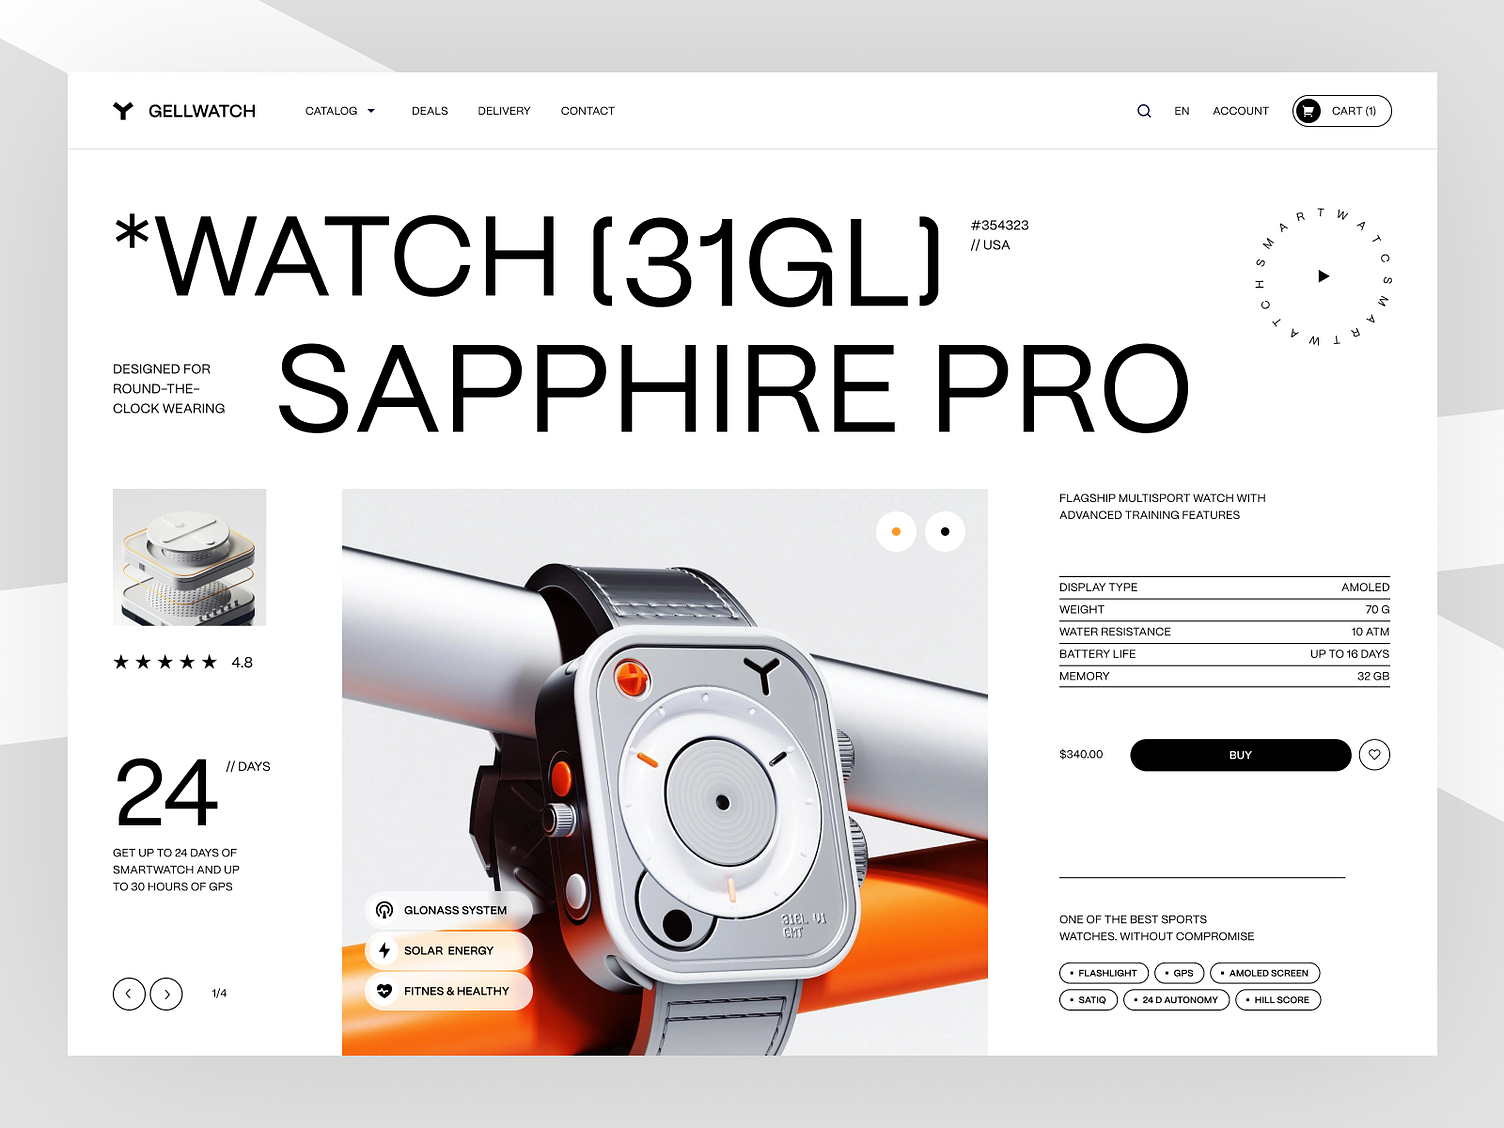 GELLWATCH
CATALOG
DEALS
DELIVERY
CONTACT
EN
ACCOUNT
CART (1)
*WATCH (31GL)
#354323
// USA
SMARTWATCHSMARTWATCH
DESIGNED FOR
ROUND-THE-
CLOCK WEARING
SAPPHIRE PRO
4.8
24
// DAYS
GET UP TO 24 DAYS OF
SMARTWATCH AND UP
TO 30 HOURS OF GPS
1/4
31GL V1
GMT
GLONASS SYSTEM
SOLAR ENERGY
FITNES & HEALTHY
FLAGSHIP MULTISPORT WATCH WITH
ADVANCED TRAINING FEATURES
DISPLAY TYPE AMOLED
WEIGHT 70 G
WATER RESISTANCE 10 ATM
BATTERY LIFE UP TO 16 DAYS
MEMORY 32 GB
$340.00
BUY
ONE OF THE BEST SPORTS
WATCHES. WITHOUT COMPROMISE
FLASHLIGHT
GPS
AMOLED SCREEN
SATIQ
24 D AUTONOMY
HILL SCORE